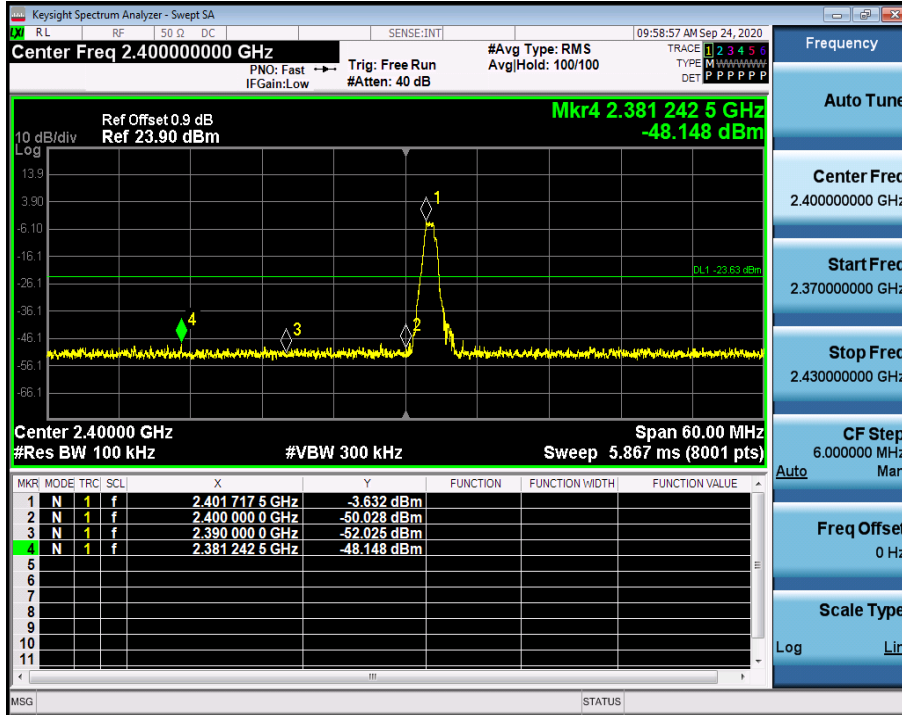 Keysight Spectrum Analyzer - Swept SA
LXI RL RF 50 Ω DC SENSE:INT 09:58:57 AM Sep 24, 2020
Center Freq 2.400000000 GHz #Avg Type: RMS TRACE 1 2 3 4 5 6
PNO: Fast Trig: Free Run Avg|Hold: 100/100 TYPE M WWWWW
IFGain:Low #Atten: 40 dB DET P P P P P P
Mkr4 2.381 242 5 GHz
Ref Offset 0.9 dB
10 dB/div Ref 23.90 dBm -48.148 dBm
Log
13.9
3.90
-6.10
-16.1
-26.1
-36.1
-46.1
-56.1
-66.1
1
DL1 -23.63 dBm
4
3
2
Center 2.40000 GHz Span 60.00 MHz
#Res BW 100 kHz #VBW 300 kHz Sweep 5.867 ms (8001 pts)
MKR MODE TRC SCL X Y FUNCTION FUNCTION WIDTH FUNCTION VALUE
1 N 1 f 2.401 717 5 GHz -3.632 dBm
2 N 1 f 2.400 000 0 GHz -50.028 dBm
3 N 1 f 2.390 000 0 GHz -52.025 dBm
4 N 1 f 2.381 242 5 GHz -48.148 dBm
5
6
7
8
9
10
11
MSG STATUS
Frequency
Auto Tune
Center Freq
2.400000000 GHz
Start Freq
2.370000000 GHz
Stop Freq
2.430000000 GHz
CF Step
6.000000 MHz
Auto Man
Freq Offset
0 Hz
Scale Type
Log Lin